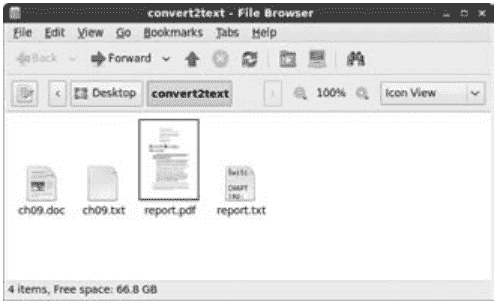 convert2text - File Browser
File Edit View Go Bookmarks Tabs Help
Back Forward
Desktop convert2text 100% Icon View
ch09.doc ch09.txt report.pdf report.txt
4 items, Free space: 66.8 GB